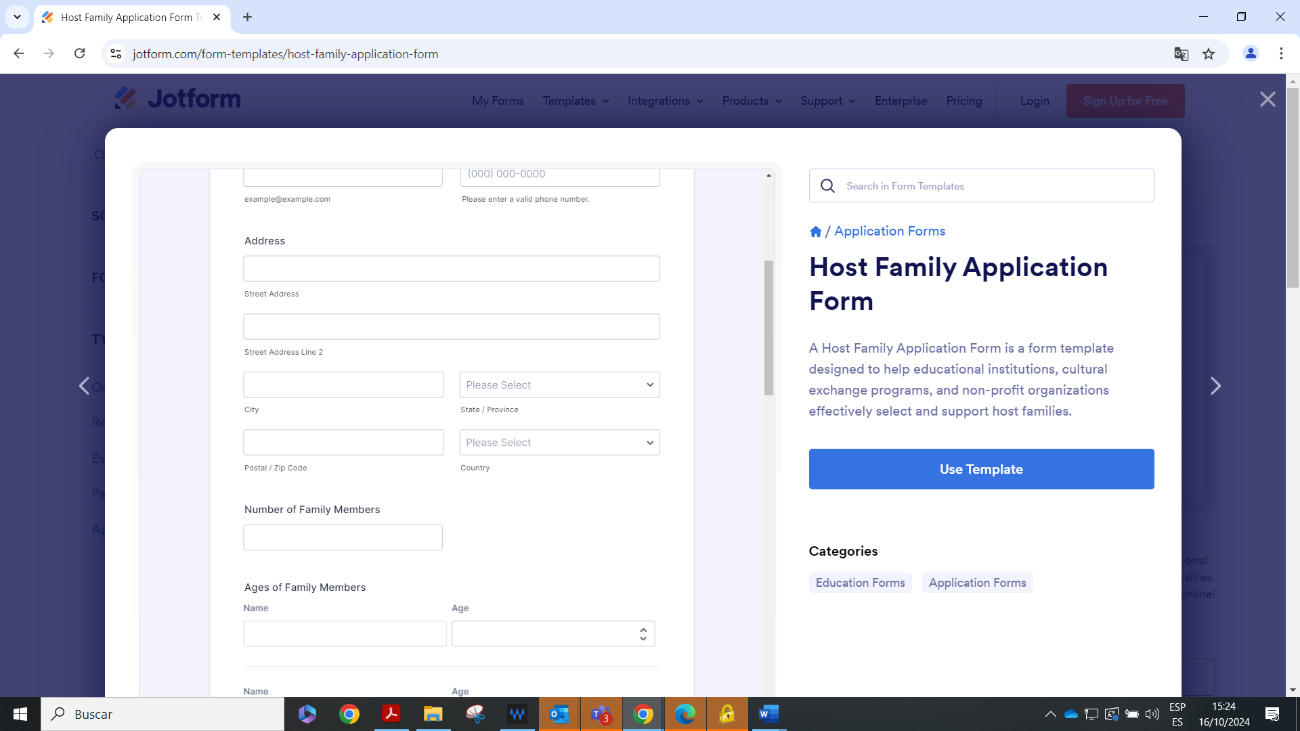 Host Family Application Form T
jotform.com/form-templates/host-family-application-form
Jotform
My Forms
Templates
Integrations
Products
Support
Enterprise
Pricing
Login
Sign Up for Free
(000) 000-0000
example@example.com
Please enter a valid phone number.
Address
Street Address
Street Address Line 2
Please Select
City
State / Province
Please Select
Postal / Zip Code
Country
Number of Family Members
Ages of Family Members
Name
Age
Name
Age
Search in Form Templates
/ Application Forms
Host Family Application
Form
A Host Family Application Form is a form template
designed to help educational institutions, cultural
exchange programs, and non-profit organizations
effectively select and support host families.
Use Template
Categories
Education Forms
Application Forms
Buscar
3
ESP
ES
15:24
16/10/2024